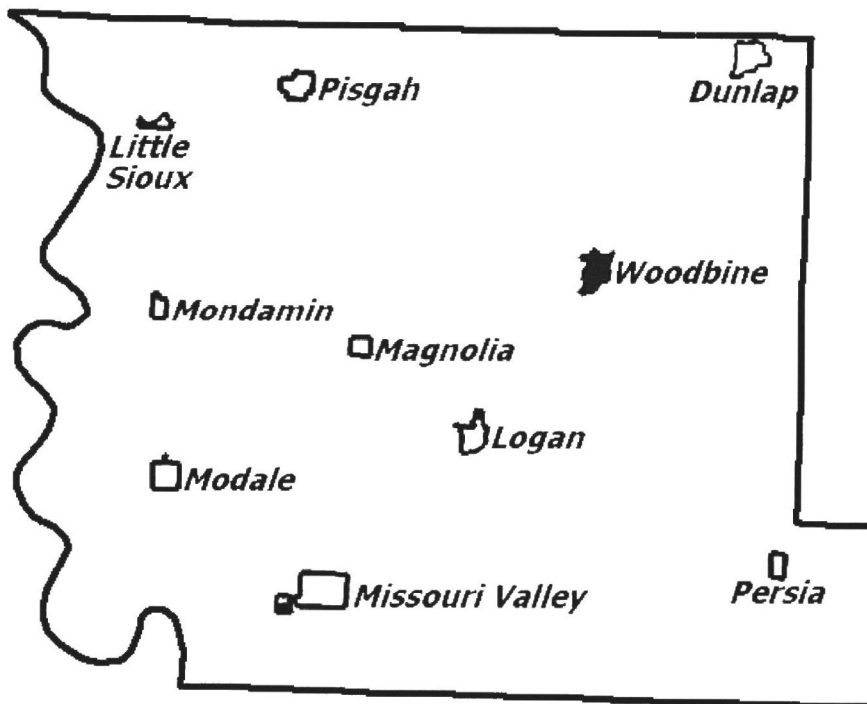 Pisgah
Dunlap
Little
Sioux
Woodbine
Mondamin
Magnolia
Logan
Modale
Missouri Valley
Persia